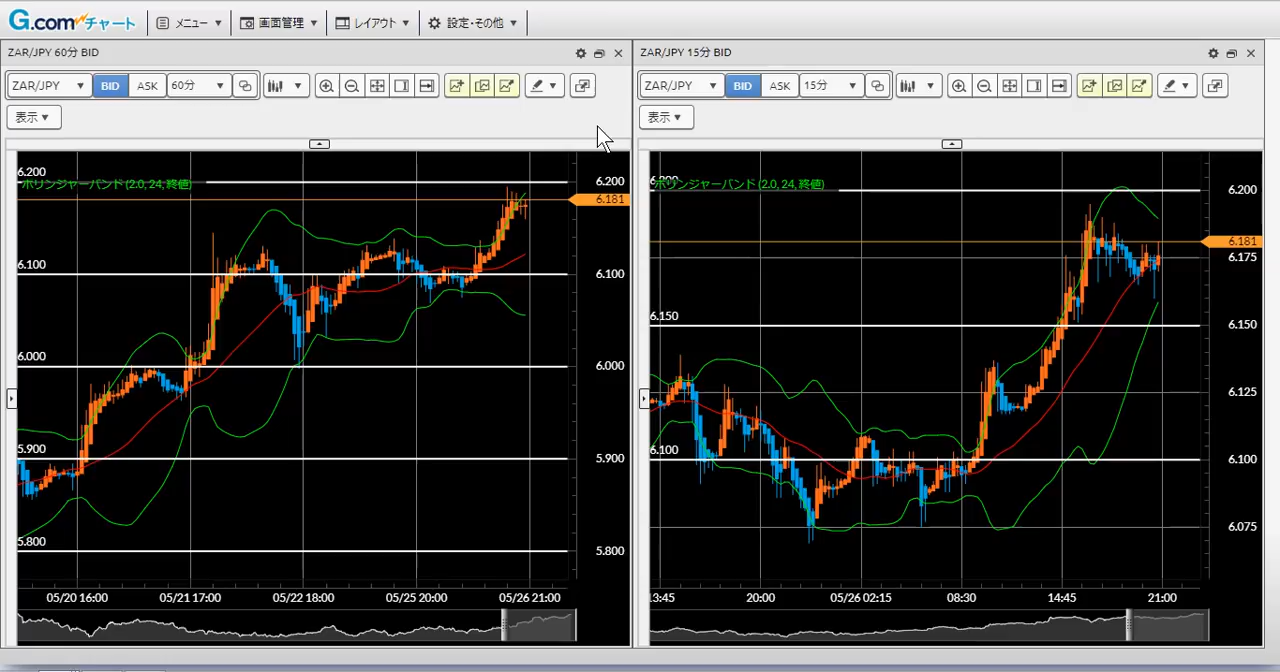 G.comチャート メニュー ▼ 画面管理 ▼ レイアウト ▼ 設定・その他 ▼
ZAR/JPY 60分 BID
ZAR/JPY ▼ BID ASK 60分 ▼
表示 ▼
6.200
ボリンジャーバンド (2.0, 24, 終値)
6.100
6.000
5.900
5.800
6.200
6.181
6.100
6.000
5.900
5.800
05/20 16:00 05/21 17:00 05/22 18:00 05/25 20:00 05/26 21:00
ZAR/JPY 15分 BID
ZAR/JPY ▼ BID ASK 15分 ▼
表示 ▼
6.200
ボリンジャーバンド (2.0, 24, 終値)
6.150
6.100
6.200
6.181
6.175
6.150
6.125
6.100
6.075
13:45 20:00 05/26 02:15 08:30 14:45 21:00